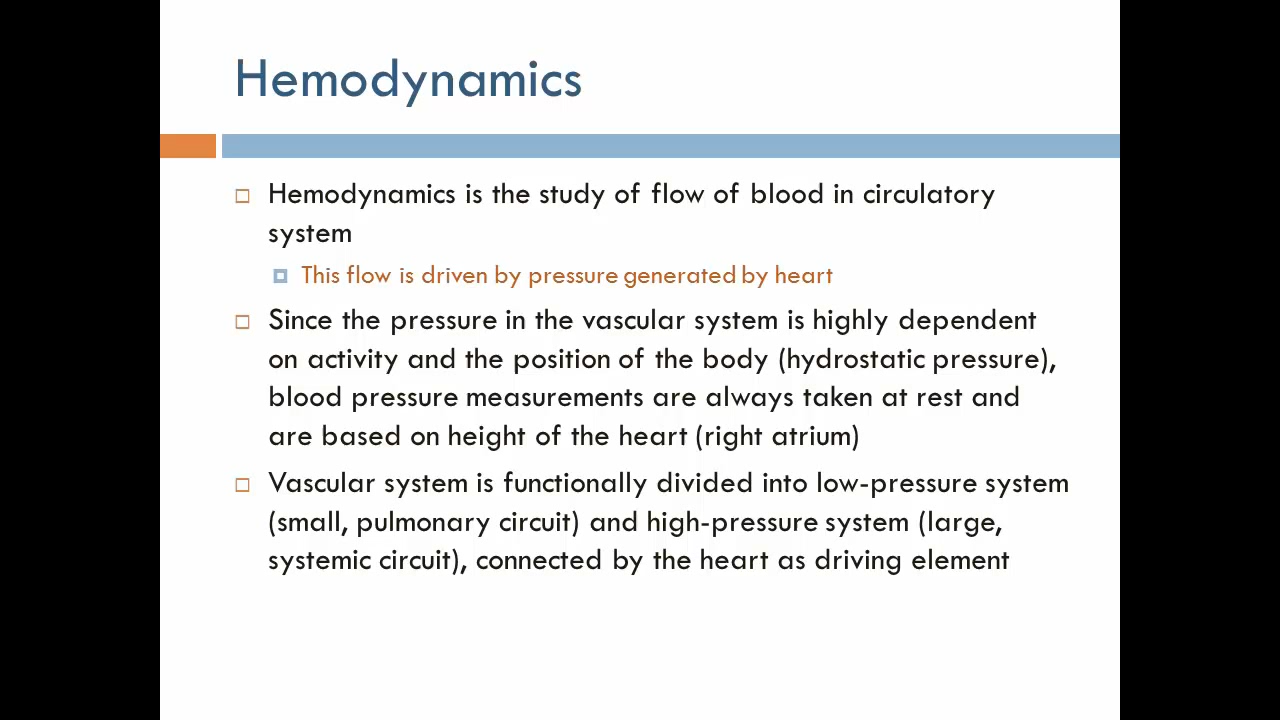 Hemodynamics
Hemodynamics is the study of flow of blood in circulatory
system
This flow is driven by pressure generated by heart
Since the pressure in the vascular system is highly dependent
on activity and the position of the body (hydrostatic pressure),
blood pressure measurements are always taken at rest and
are based on height of the heart (right atrium)
Vascular system is functionally divided into low-pressure system
(small, pulmonary circuit) and high-pressure system (large,
systemic circuit), connected by the heart as driving element